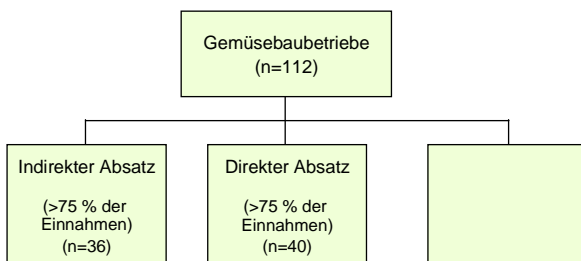 Gemüsebaubetriebe
(n=112)
Indirekter Absatz
(>75 % der
Einnahmen)
(n=36)
Direkter Absatz
(>75 % der
Einnahmen)
(n=40)